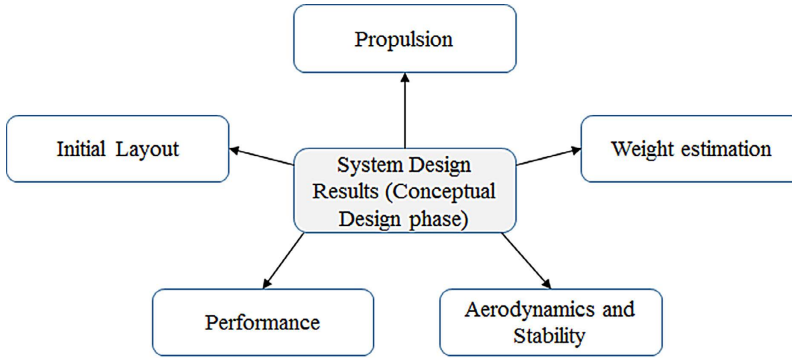 Propulsion
Initial Layout
Weight estimation
System Design
Results (Conceptual
Design phase)
Performance
Aerodynamics and
Stability